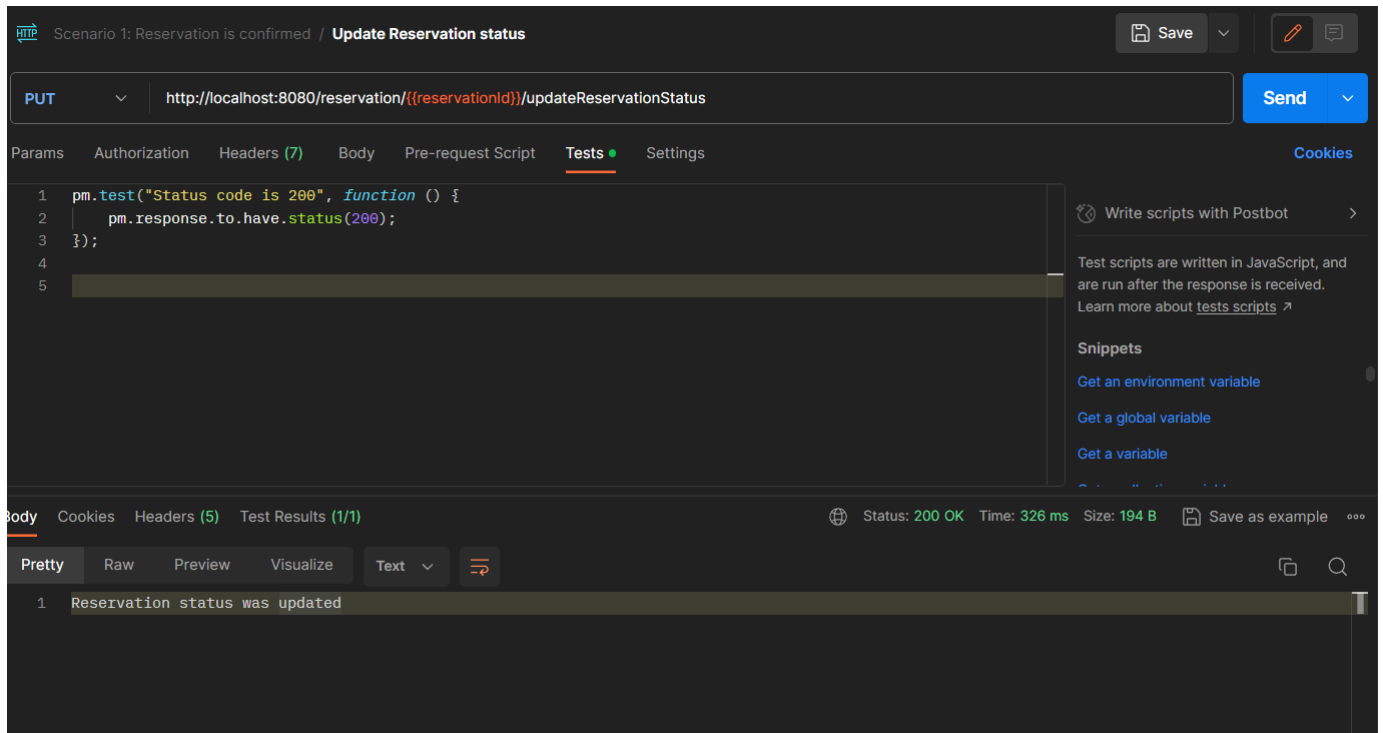 HTTP Scenario 1: Reservation is confirmed / Update Reservation status Save
PUT http://localhost:8080/reservation/{{reservationId}}/updateReservationStatus Send
Params Authorization Headers (7) Body Pre-request Script Tests Settings Cookies
1 pm.test("Status code is 200", function () {
2 pm.response.to.have.status(200);
3 });
4
5
Write scripts with Postbot
Test scripts are written in JavaScript, and
are run after the response is received.
Learn more about tests scripts
Snippets
Get an environment variable
Get a global variable
Get a variable
Body Cookies Headers (5) Test Results (1/1) Status: 200 OK Time: 326 ms Size: 194 B Save as example
Pretty Raw Preview Visualize Text
1 Reservation status was updated